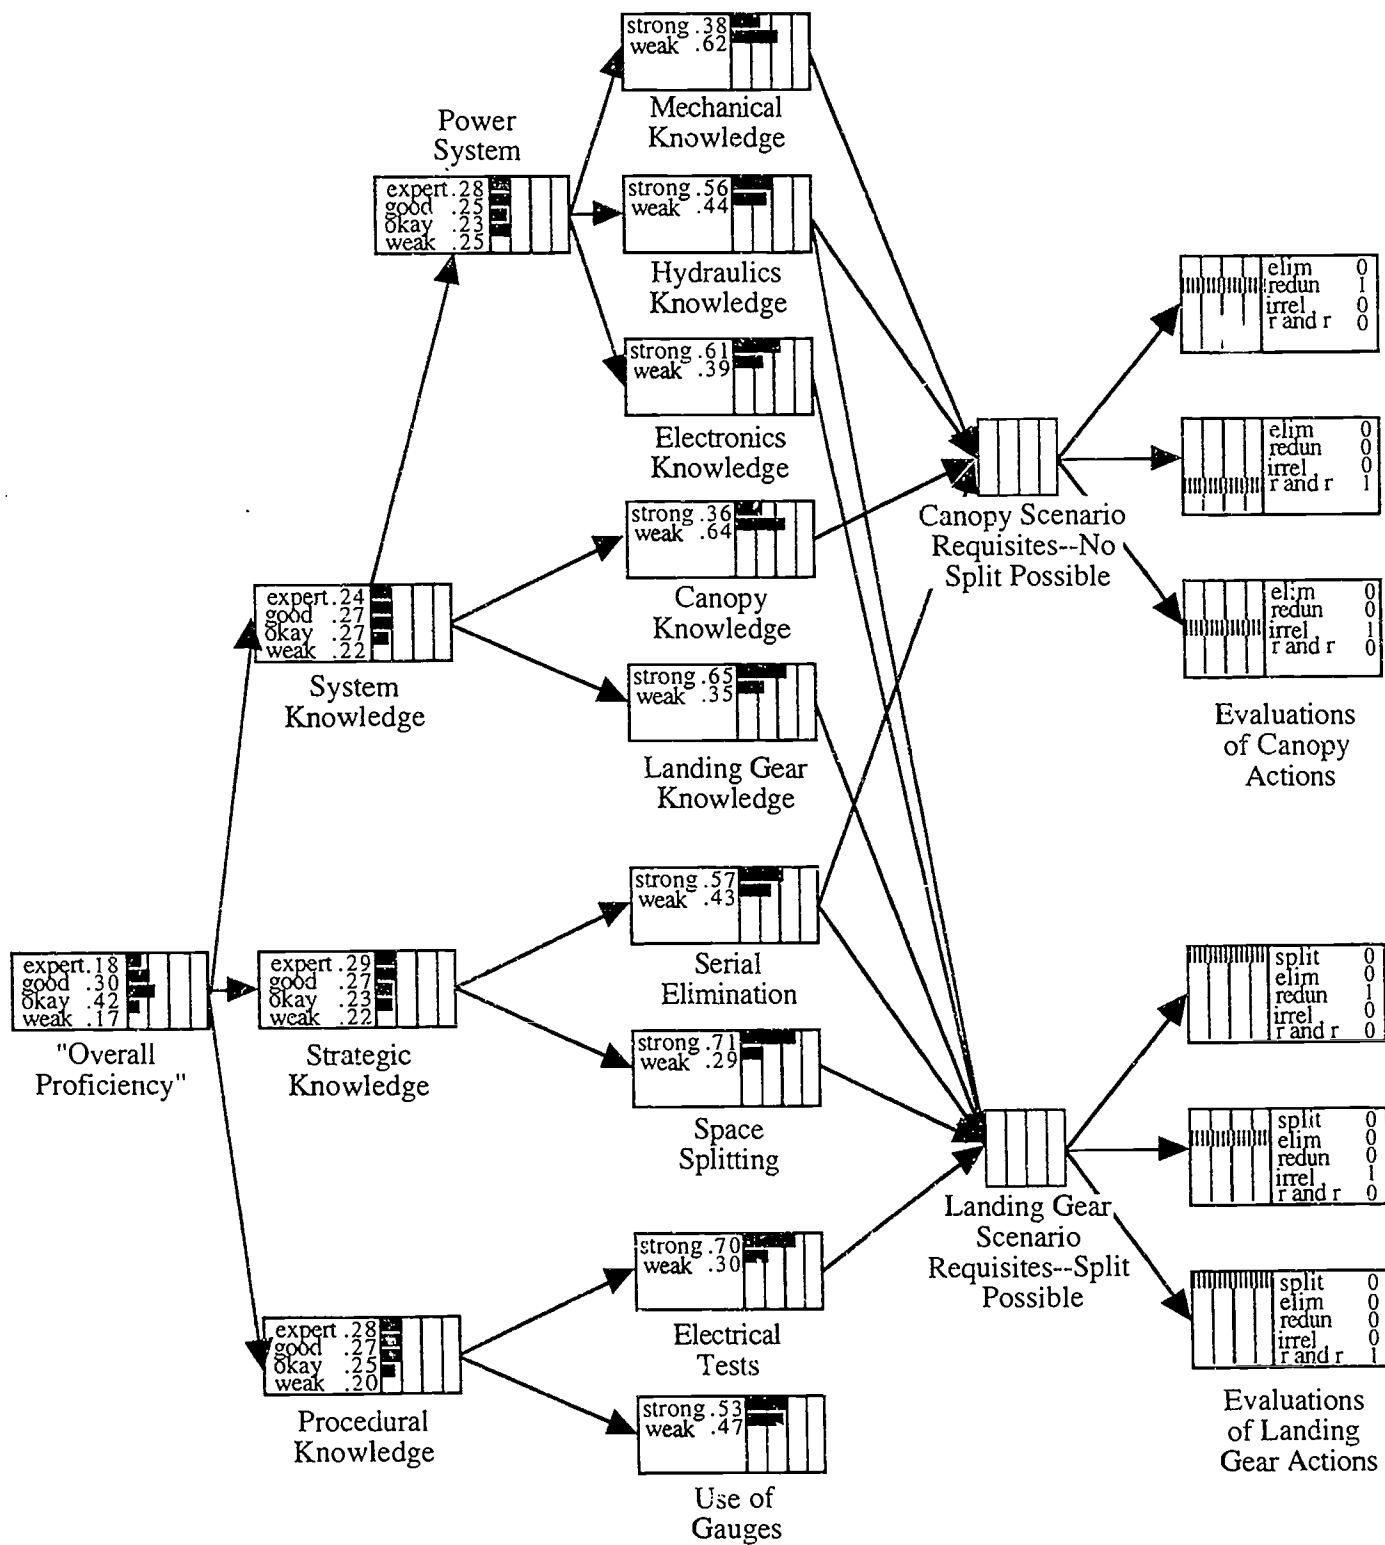 strong .38
weak .62
Mechanical
Knowledge
Power
System
expert .28
good .25
okay .23
weak .25
strong .56
weak .44
Hydraulics
Knowledge
strong .61
weak .39
Electronics
Knowledge
strong .36
weak .64
Canopy
Knowledge
expert .24
good .27
okay .27
weak .22
System
Knowledge
strong .65
weak .35
Landing Gear
Knowledge
strong .57
weak .43
Serial
Elimination
expert .18
good .30
okay .42
weak .17
"Overall
Proficiency"
expert .29
good .27
okay .23
weak .22
Strategic
Knowledge
strong .71
weak .29
Space
Splitting
strong .70
weak .30
Electrical
Tests
expert .28
good .27
okay .25
weak .20
Procedural
Knowledge
strong .53
weak .47
Use of
Gauges
Canopy Scenario
Requisites--No
Split Possible
Landing Gear
Scenario
Requisites--Split
Possible
elim 0
redun 1
irrel 0
r and r 0
elim 0
redun 0
irrel 0
r and r 1
elim 0
redun 0
irrel 1
r and r 0
Evaluations
of Canopy
Actions
split 0
elim 0
redun 1
irrel 0
r and r 0
split 0
elim 0
redun 0
irrel 1
r and r 0
split 0
elim 0
redun 0
irrel 0
r and r 1
Evaluations
of Landing
Gear Actions